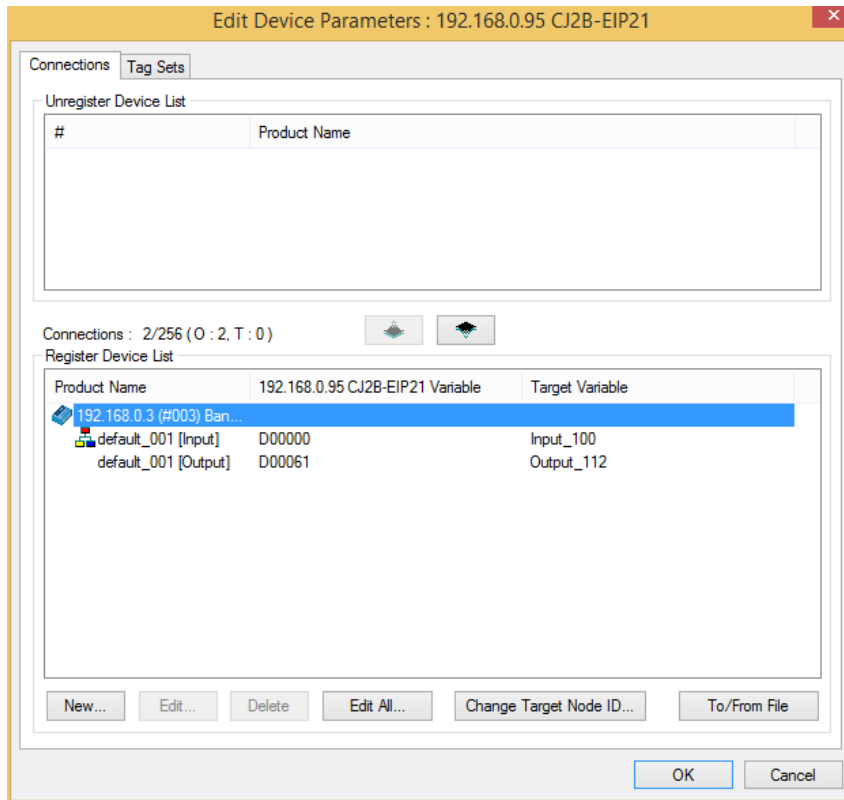 Edit Device Parameters : 192.168.0.95 CJ2B-EIP21
Connections Tag Sets
Unregister Device List
# Product Name
Connections : 2/256 ( O : 2, T : 0 )
Register Device List
Product Name 192.168.0.95 CJ2B-EIP21 Variable Target Variable
192.168.0.3 (#003) Ban...
default_001 [Input] D00000 Input_100
default_001 [Output] D00061 Output_112
New... Edit... Delete Edit All... Change Target Node ID... To/From File
OK Cancel